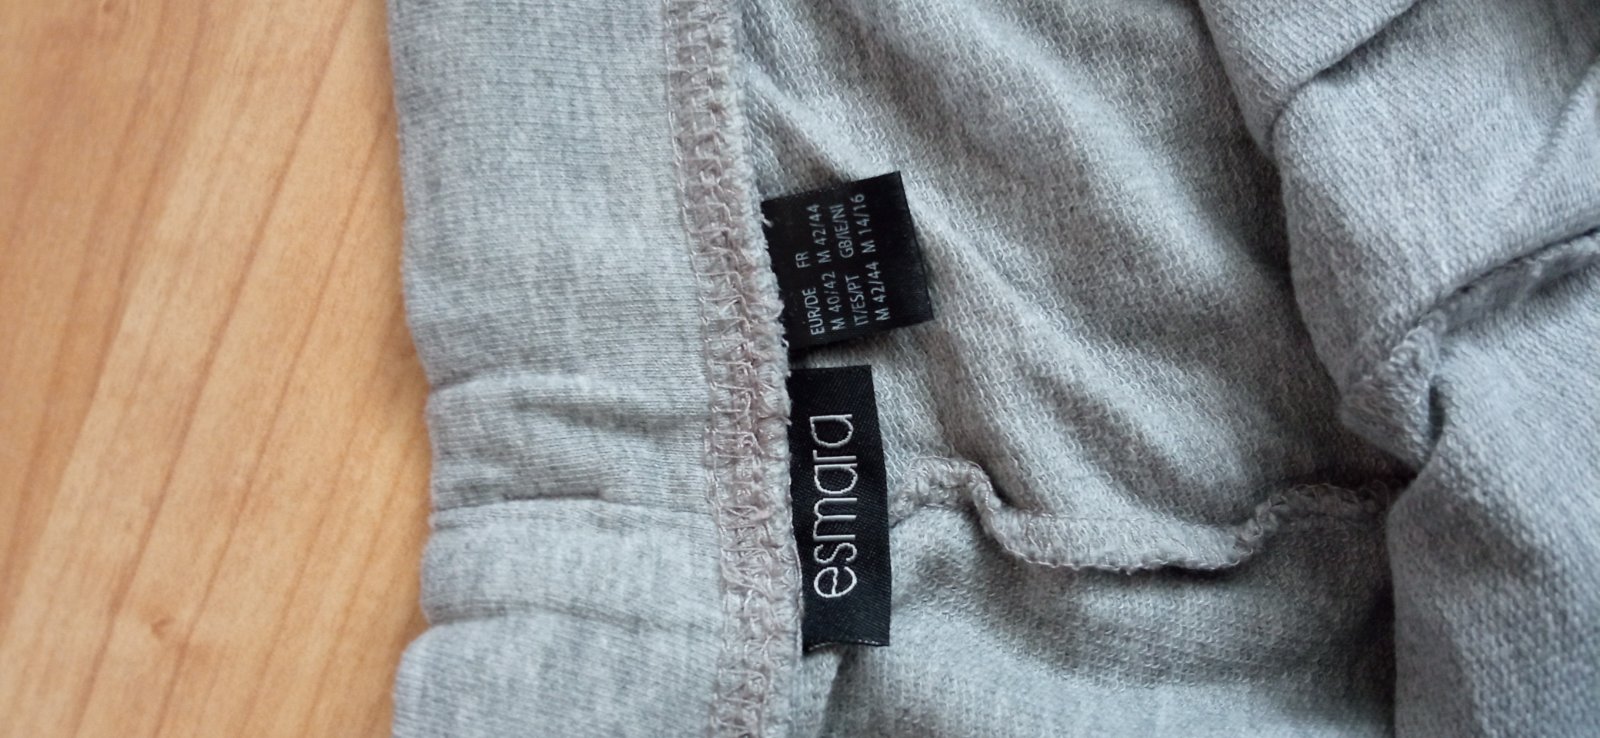 EUR/DE FR
M 40/42 M 42/44
IT/ES/PT GB/IE/NI
M 42/44 M 14/16
esmara